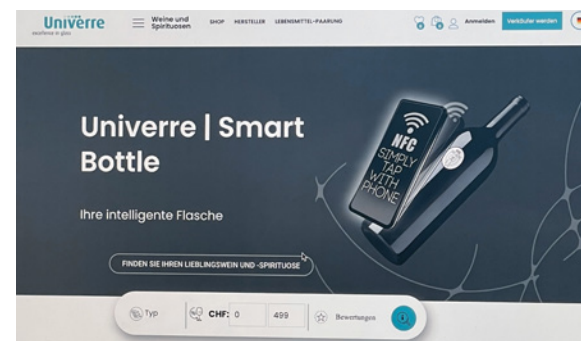 Univerre
excellence in glass
Weine und
Spirituosen
SHOP
HERSTELLER
LEBENSMITTEL-PAARUNG
Anmelden
Verkäufer werden
Univerre | Smart
Bottle
Ihre intelligente Flasche
FINDEN SIE IHREN LIEBLINGSWEIN UND -SPIRITUOSE
NFC
SIMPLY
TAP
WITH
PHONE
Typ
CHF: 0
499
Bewertungen